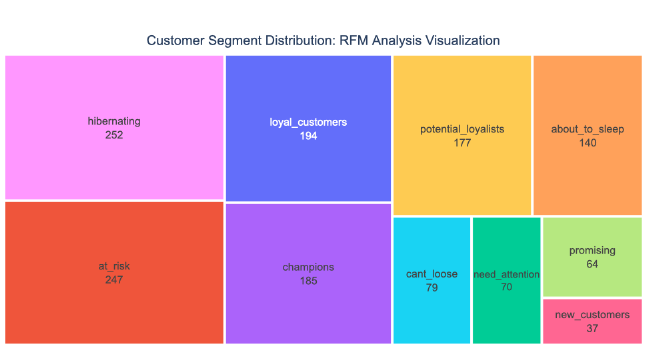 Customer Segment Distribution: RFM Analysis Visualization
hibernating
252
loyal_customers
194
potential_loyalists
177
about_to_sleep
140
at_risk
247
champions
185
cant_loose
79
need_attention
70
promising
64
new_customers
37